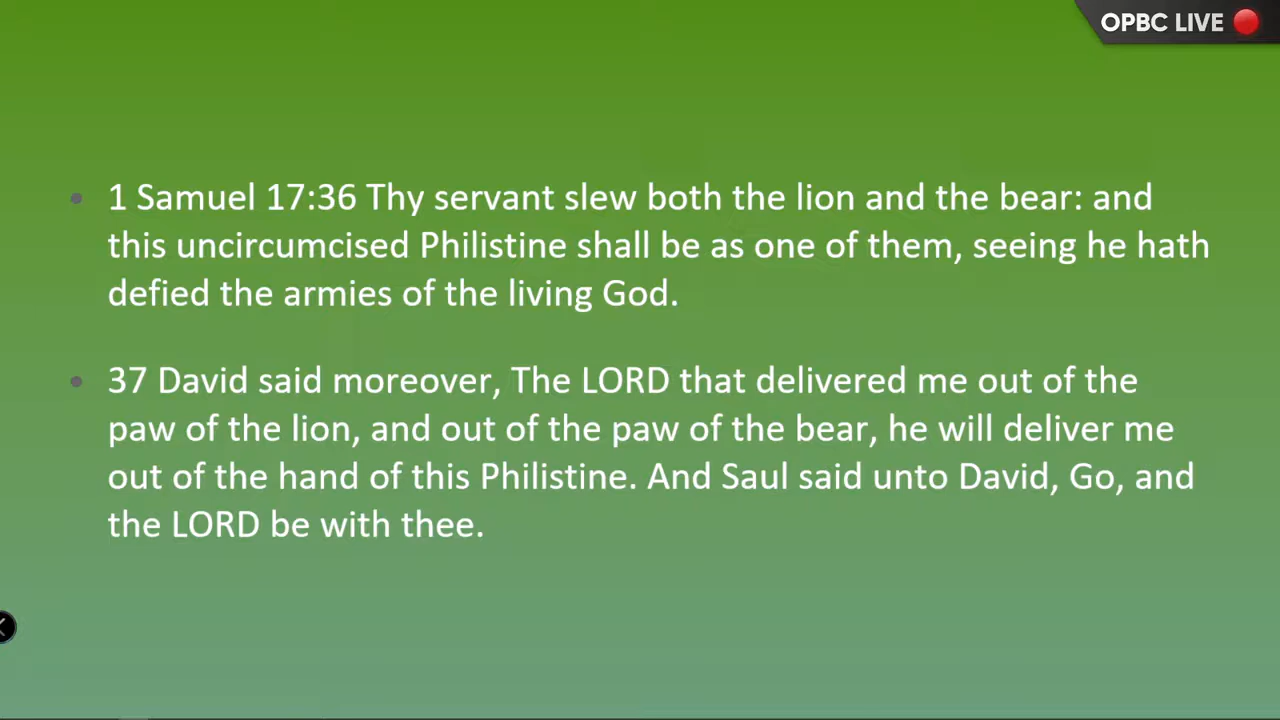 OPBC LIVE
• 1 Samuel 17:36 Thy servant slew both the lion and the bear: and
this uncircumcised Philistine shall be as one of them, seeing he hath
defied the armies of the living God.
• 37 David said moreover, The LORD that delivered me out of the
paw of the lion, and out of the paw of the bear, he will deliver me
out of the hand of this Philistine. And Saul said unto David, Go, and
the LORD be with thee.